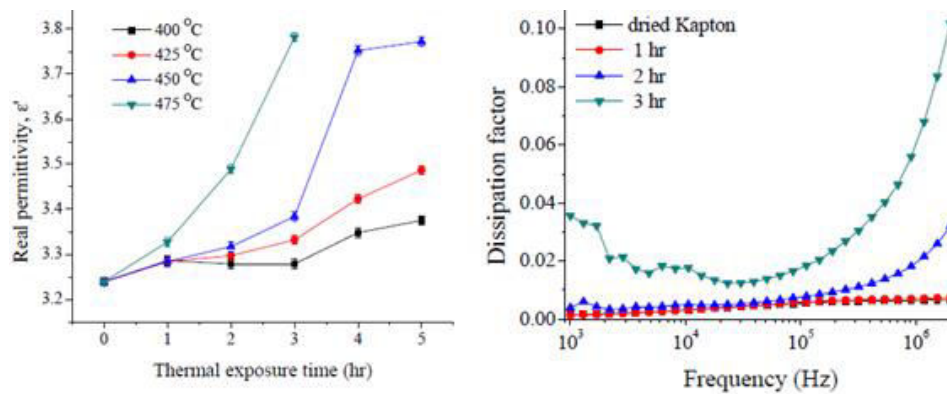 3.8
3.7
3.6
3.5
3.4
3.3
3.2
Real permittivity, ε'
400 °C
425 °C
450 °C
475 °C
0 1 2 3 4 5
Thermal exposure time (hr)
0.10
0.08
0.06
0.04
0.02
0.00
Dissipation factor
dried Kapton
1 hr
2 hr
3 hr
10³ 10⁴ 10⁵ 10⁶
Frequency (Hz)